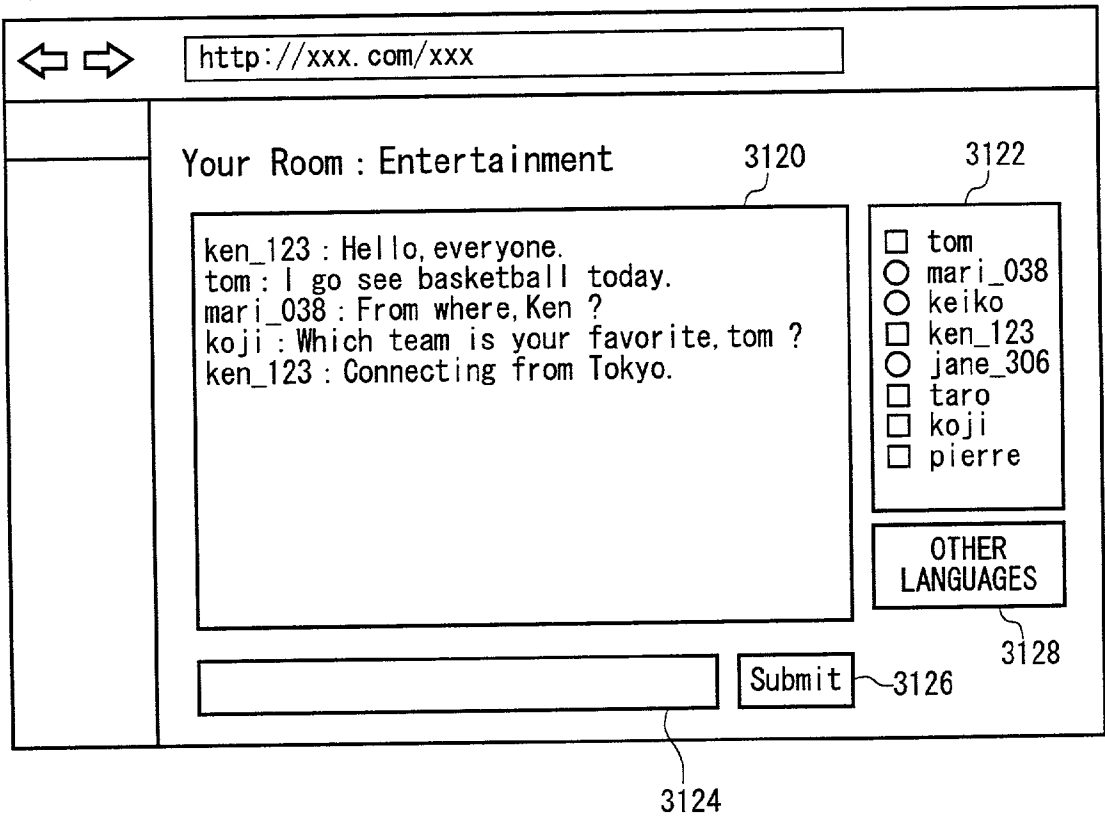 http://xxx.com/xxx
Your Room : Entertainment
3120
3122
ken_123 : Hello, everyone.
tom : I go see basketball today.
mari_038 : From where, Ken ?
koji : Which team is your favorite, tom ?
ken_123 : Connecting from Tokyo.
tom
mari_038
keiko
ken_123
jane_306
taro
koji
pierre
OTHER
LANGUAGES
3128
Submit
3126
3124